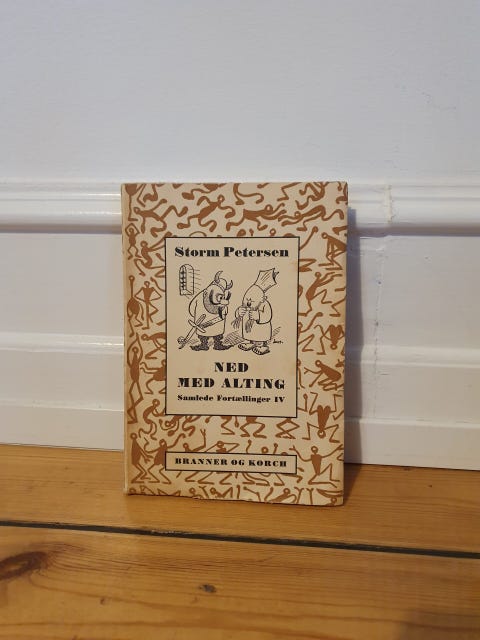 Storm Petersen
NED
MED ALTING
Samlede Fortællinger IV
BRANNER OG KORCH